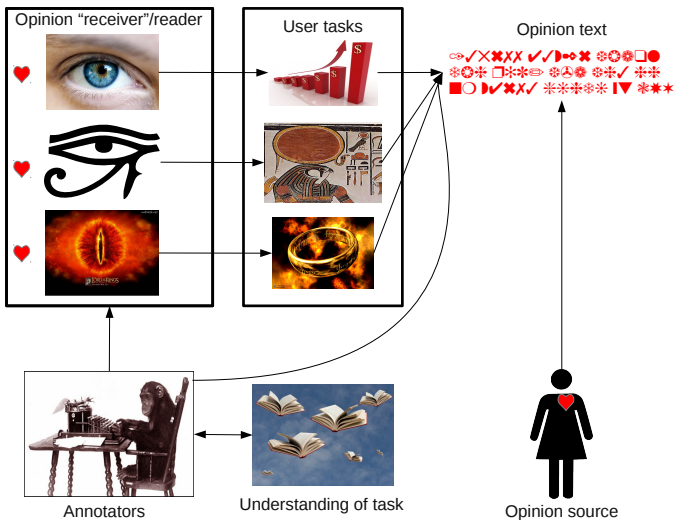 Opinion “receiver”/reader
User tasks
Opinion text
$
$
$
Annotators
Understanding of task
Opinion source